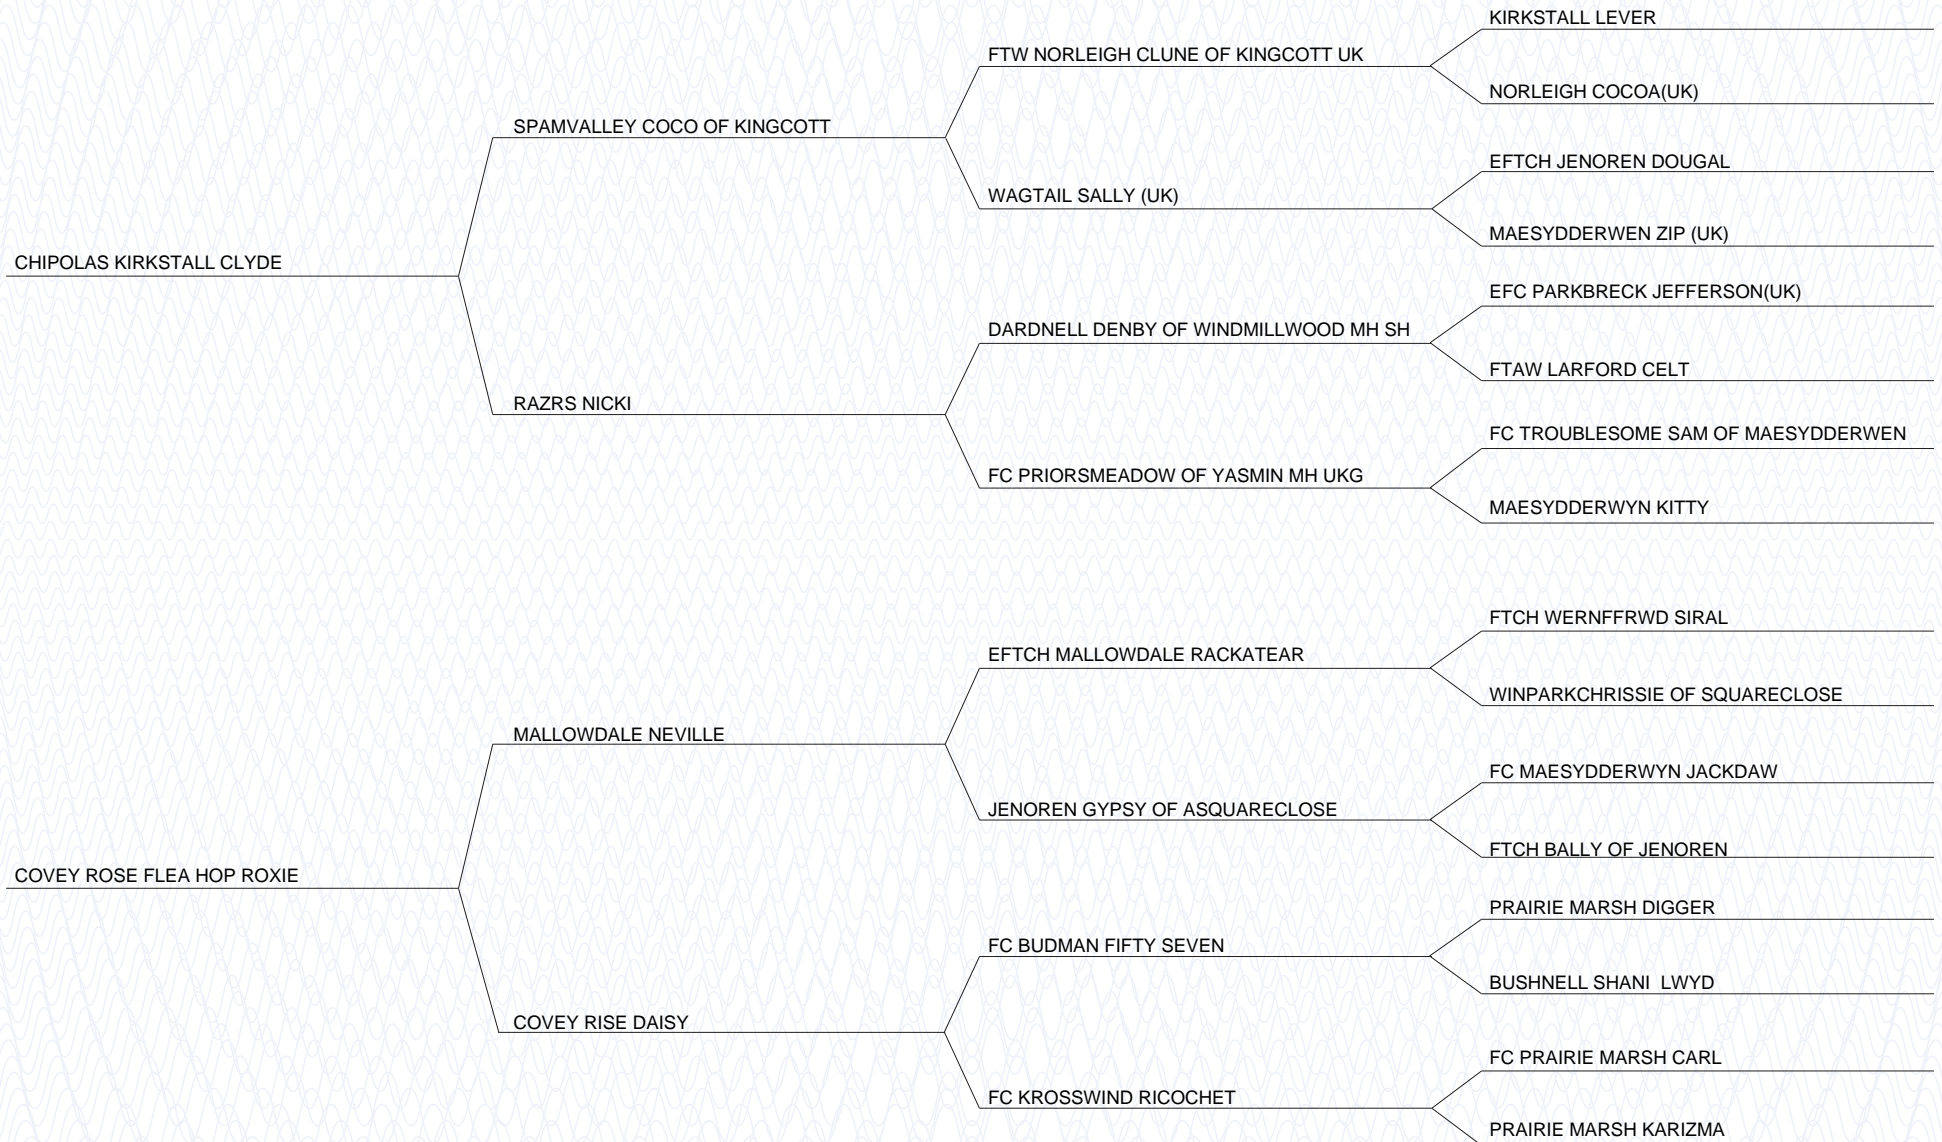 KIRKSTALL LEVER
FTW NORLEIGH CLUNE OF KINGCOTT UK
NORLEIGH COCOA(UK)
SPAMVALLEY COCO OF KINGCOTT
EFTCH JENOREN DOUGAL
WAGTAIL SALLY (UK)
MAESYDDERWEN ZIP (UK)
CHIPOLAS KIRKSTALL CLYDE
EFC PARKBRECK JEFFERSON(UK)
DARDNELL DENBY OF WINDMILLWOOD MH SH
FTAW LARFORD CELT
RAZRS NICKI
FC TROUBLESOME SAM OF MAESYDDERWEN
FC PRIORSMEADOW OF YASMIN MH UKG
MAESYDDERWYN KITTY
FTCH WERNFFRWD SIRAL
EFTCH MALLOWDALE RACKATEAR
WINPARKCHRISSIE OF SQUARECLOSE
MALLOWDALE NEVILLE
FC MAESYDDERWYN JACKDAW
JENOREN GYPSY OF ASQUARECLOSE
FTCH BALLY OF JENOREN
COVEY ROSE FLEA HOP ROXIE
PRAIRIE MARSH DIGGER
FC BUDMAN FIFTY SEVEN
BUSHNELL SHANI  LWYD
COVEY RISE DAISY
FC PRAIRIE MARSH CARL
FC KROSSWIND RICOCHET
PRAIRIE MARSH KARIZMA